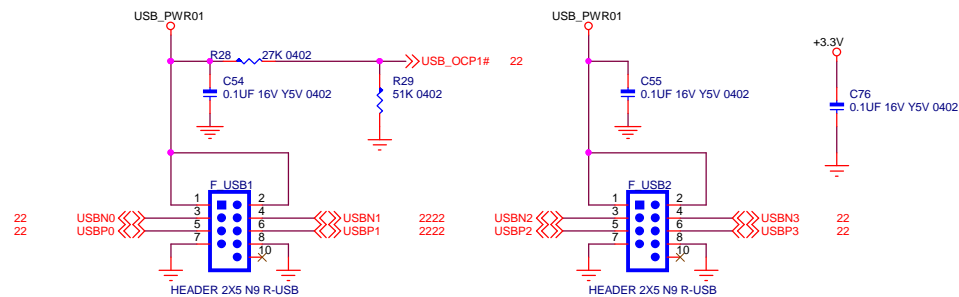 USB_PWR01
USB_PWR01
+3.3V
R28
27K 0402
USB_OCP1#
22
C54
0.1UF 16V Y5V 0402
R29
51K 0402
C55
0.1UF 16V Y5V 0402
C76
0.1UF 16V Y5V 0402
F_USB1
1
2
3
4
5
6
7
8
10
22
USBN0
USBN1
2222
22
USBP0
USBP1
2222
HEADER 2X5 N9 R-USB
F_USB2
1
2
3
4
5
6
7
8
10
USBN2
USBN3
22
USBP2
USBP3
22
HEADER 2X5 N9 R-USB